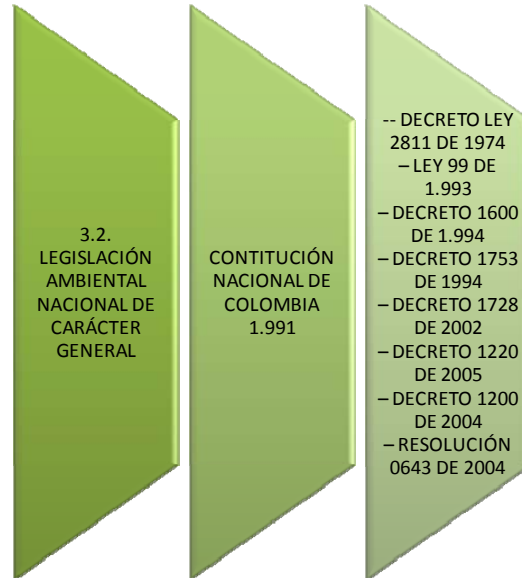 3.2.
LEGISLACIÓN
AMBIENTAL
NACIONAL DE
CARÁCTER
GENERAL
CONTITUCIÓN
NACIONAL DE
COLOMBIA
1.991
-- DECRETO LEY
2811 DE 1974
– LEY 99 DE
1.993
– DECRETO 1600
DE 1.994
– DECRETO 1753
DE 1994
– DECRETO 1728
DE 2002
– DECRETO 1220
DE 2005
– DECRETO 1200
DE 2004
– RESOLUCIÓN
0643 DE 2004